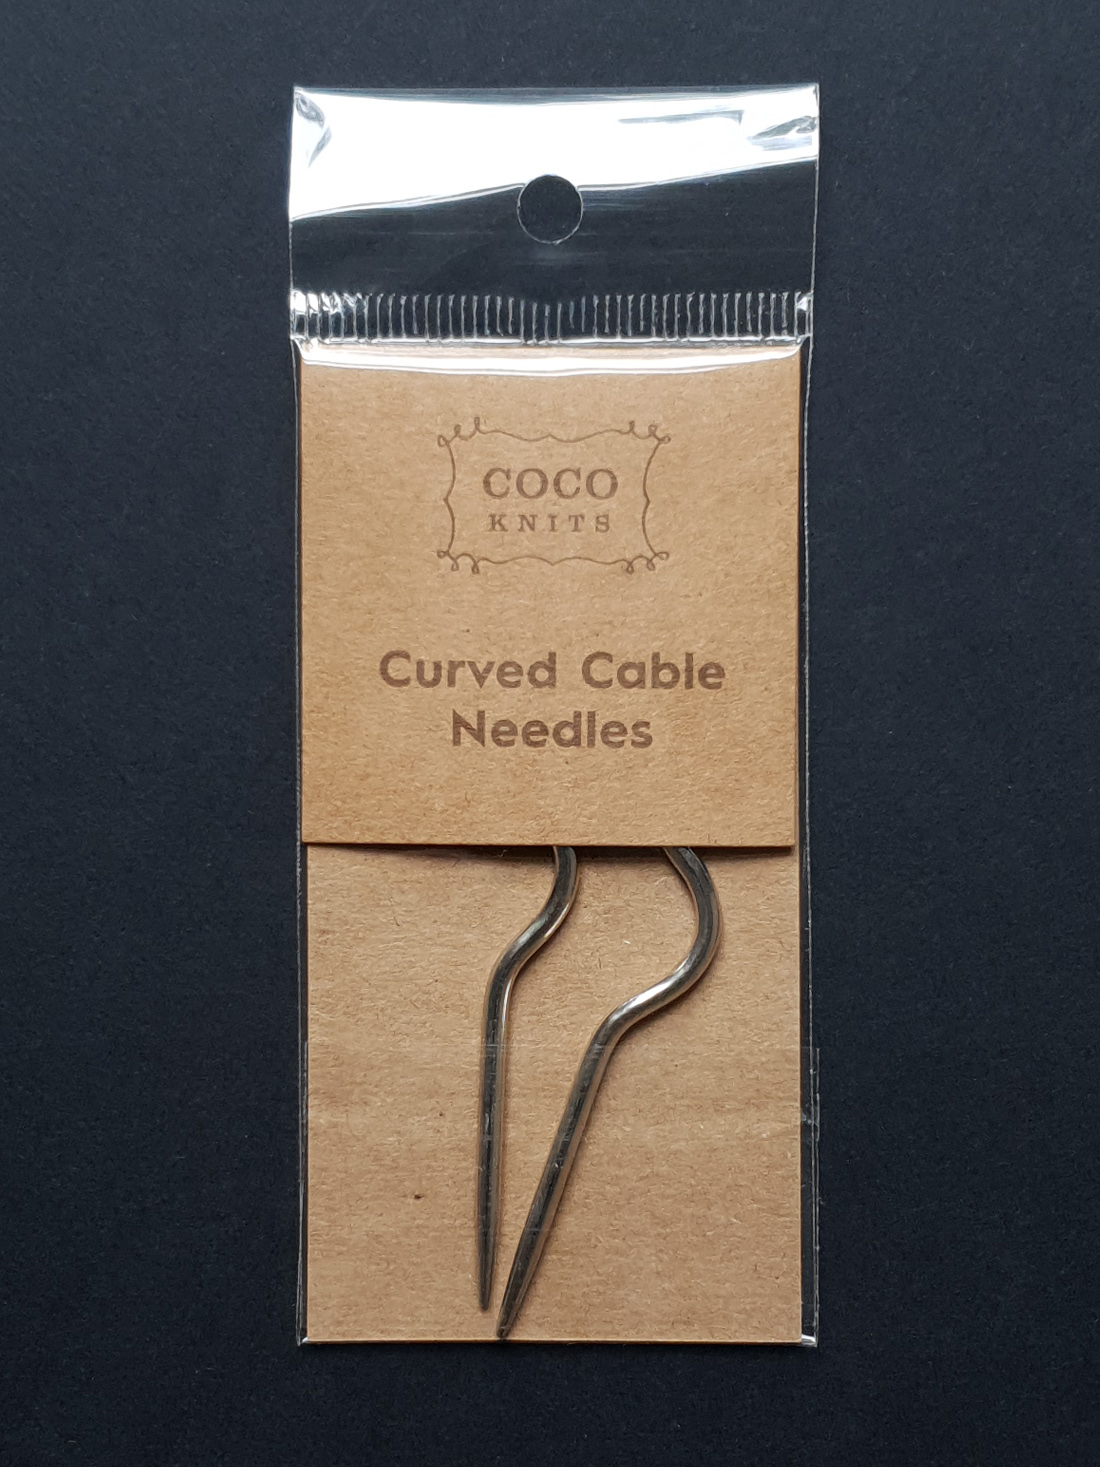 COCO
KNITS
Curved Cable
Needles